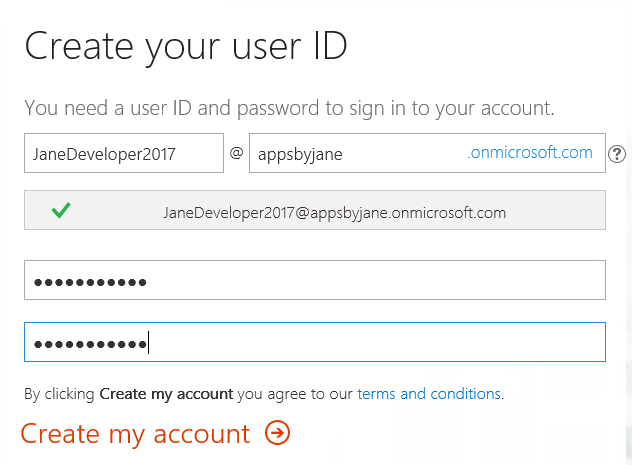 Create your user ID
You need a user ID and password to sign in to your account.
JaneDeveloper2017 @ appsbyjane .onmicrosoft.com ?
JaneDeveloper2017@appsbyjane.onmicrosoft.com
●●●●●●●●●●●
●●●●●●●●●●●
By clicking Create my account you agree to our terms and conditions.
Create my account